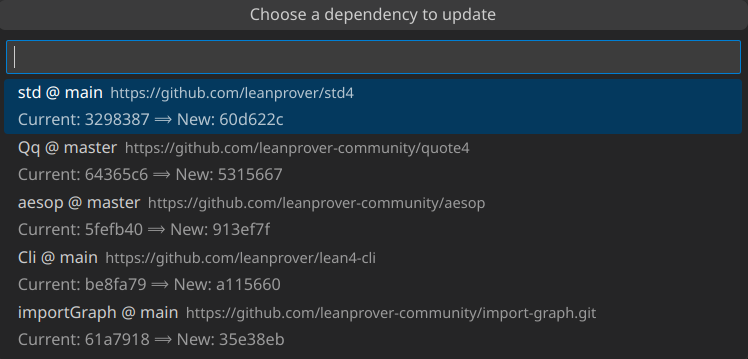 Choose a dependency to update
std @ main https://github.com/leanprover/std4
Current: 3298387 ⟹ New: 60d622c
Qq @ master https://github.com/leanprover-community/quote4
Current: 64365c6 ⟹ New: 5315667
aesop @ master https://github.com/leanprover-community/aesop
Current: 5fefb40 ⟹ New: 913ef7f
Cli @ main https://github.com/leanprover/lean4-cli
Current: be8fa79 ⟹ New: a115660
importGraph @ main https://github.com/leanprover-community/import-graph.git
Current: 61a7918 ⟹ New: 35e38eb